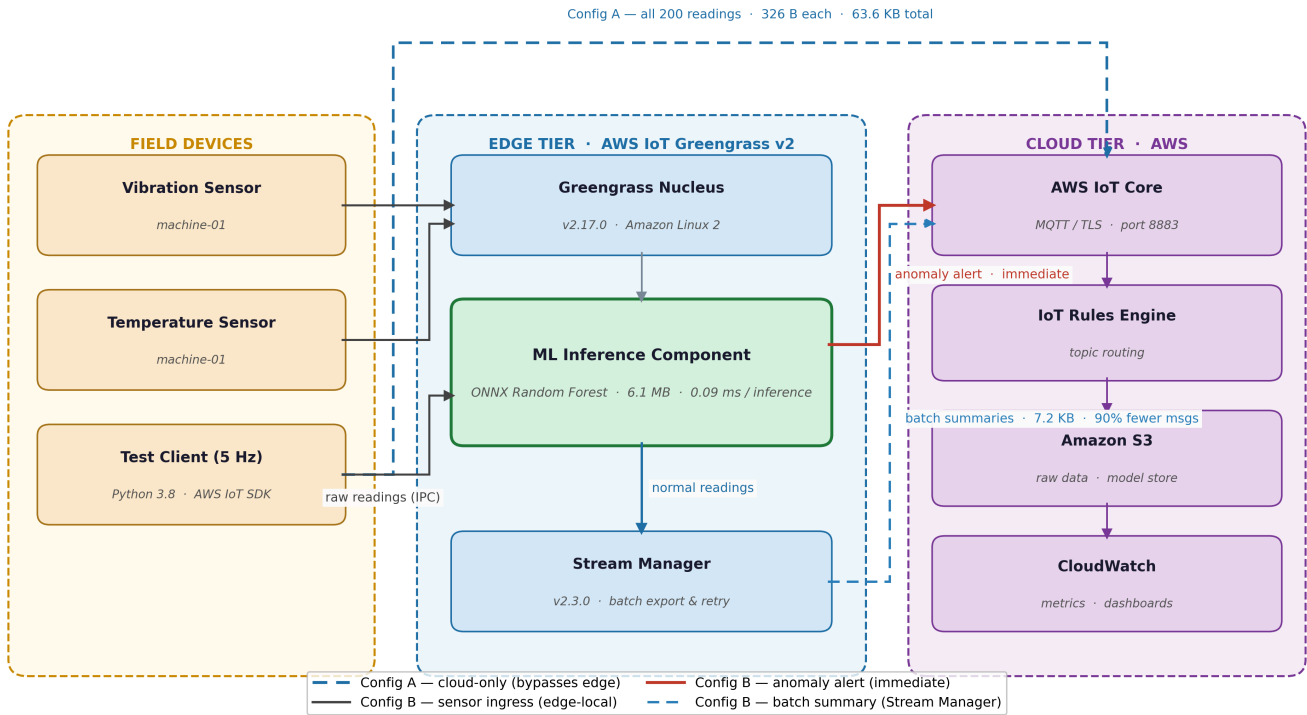 Config A — all 200 readings · 326 B each · 63.6 KB total
FIELD DEVICES
Vibration Sensor
machine-01
Temperature Sensor
machine-01
Test Client (5 Hz)
Python 3.8 · AWS IoT SDK
raw readings (IPC)
EDGE TIER · AWS IoT Greengrass v2
Greengrass Nucleus
v2.17.0 · Amazon Linux 2
ML Inference Component
ONNX Random Forest · 6.1 MB · 0.09 ms / inference
normal readings
Stream Manager
v2.3.0 · batch export & retry
CLOUD TIER · AWS
AWS IoT Core
MQTT / TLS · port 8883
anomaly alert · immediate
IoT Rules Engine
topic routing
batch summaries · 7.2 KB · 90% fewer msgs
Amazon S3
raw data · model store
CloudWatch
metrics · dashboards
Config A — cloud-only (bypasses edge)
Config B — sensor ingress (edge-local)
Config B — anomaly alert (immediate)
Config B — batch summary (Stream Manager)